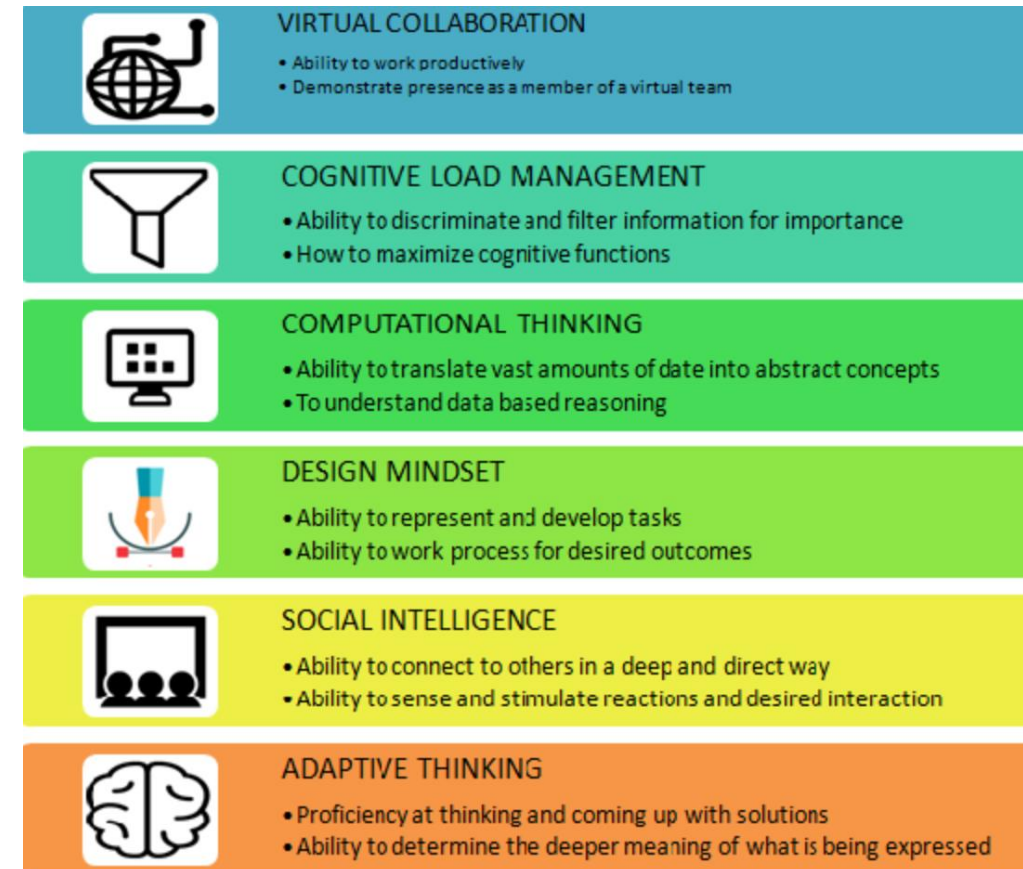 VIRTUAL COLLABORATION
• Ability to work productively
• Demonstrate presence as a member of a virtual team
COGNITIVE LOAD MANAGEMENT
• Ability to discriminate and filter information for importance
• How to maximize cognitive functions
COMPUTATIONAL THINKING
• Ability to translate vast amounts of date into abstract concepts
• To understand data based reasoning
DESIGN MINDSET
• Ability to represent and develop tasks
• Ability to work process for desired outcomes
SOCIAL INTELLIGENCE
• Ability to connect to others in a deep and direct way
• Ability to sense and stimulate reactions and desired interaction
ADAPTIVE THINKING
• Proficiency at thinking and coming up with solutions
• Ability to determine the deeper meaning of what is being expressed